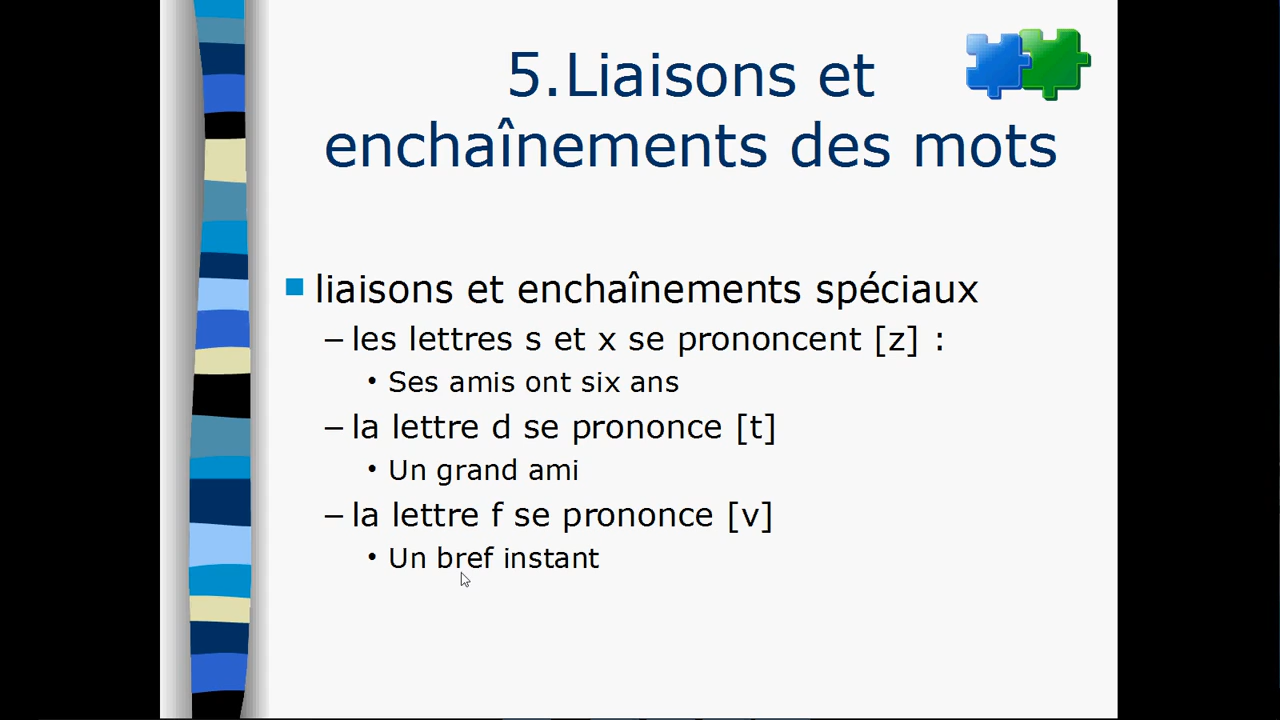 5.Liaisons et
enchaînements des mots
liaisons et enchaînements spéciaux
– les lettres s et x se prononcent [z] :
• Ses amis ont six ans
– la lettre d se prononce [t]
• Un grand ami
– la lettre f se prononce [v]
• Un bref instant